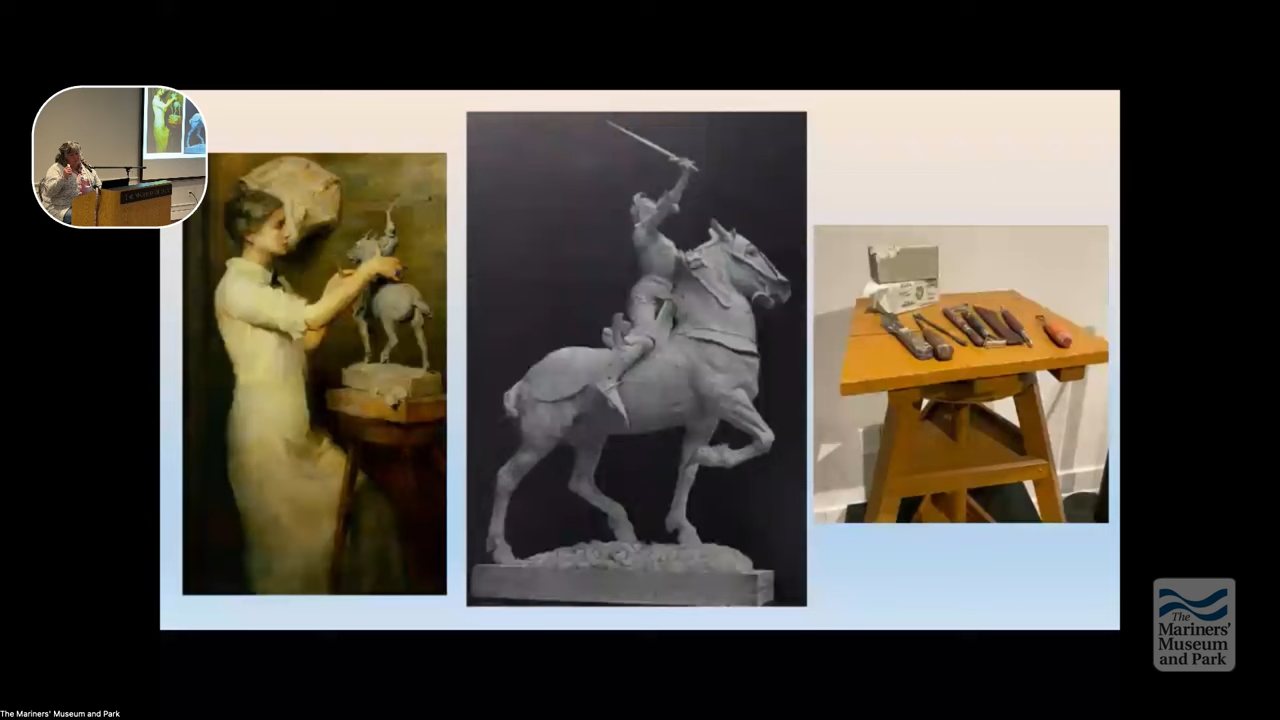 The
Mariners'
Museum
and Park
The Mariners' Museum and Park